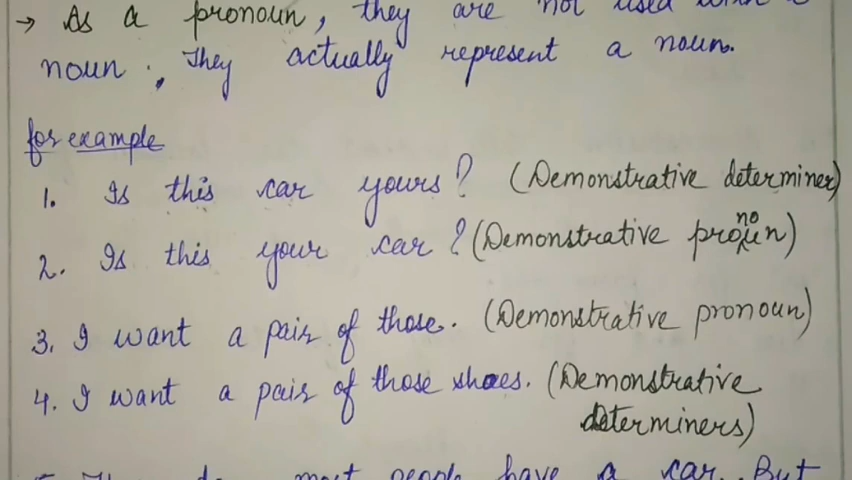 → As a pronoun, they are not used with a
noun. They actually represent a noun.
for example
1. Is this car yours? (Demonstrative determiner)
2. Is this your car? (Demonstrative pronoun)
3. I want a pair of those. (Demonstrative pronoun)
4. I want a pair of those shoes. (Demonstrative
determiners)
most people have a car. But